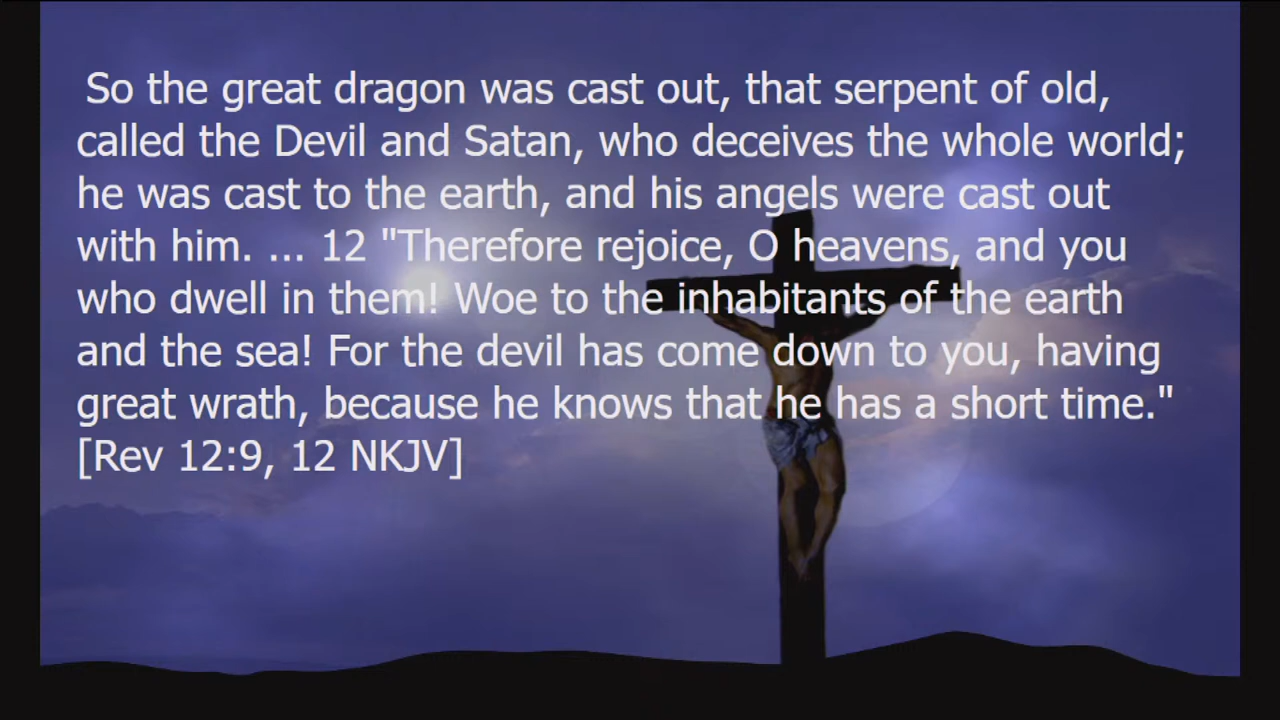 So the great dragon was cast out, that serpent of old,
called the Devil and Satan, who deceives the whole world;
he was cast to the earth, and his angels were cast out
with him. ... 12 "Therefore rejoice, O heavens, and you
who dwell in them! Woe to the inhabitants of the earth
and the sea! For the devil has come down to you, having
great wrath, because he knows that he has a short time."
[Rev 12:9, 12 NKJV]